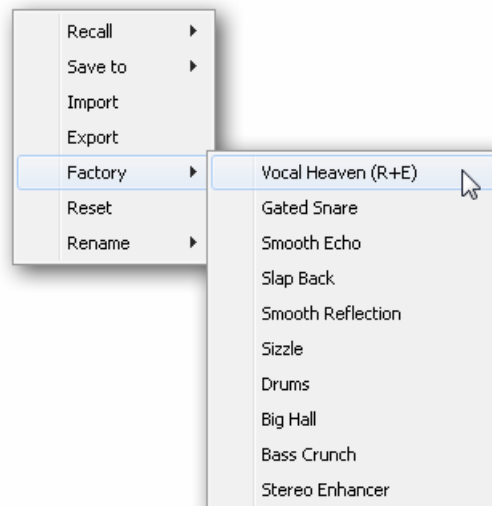 Recall
Save to
Import
Export
Factory
Reset
Rename
Vocal Heaven (R+E)
Gated Snare
Smooth Echo
Slap Back
Smooth Reflection
Sizzle
Drums
Big Hall
Bass Crunch
Stereo Enhancer